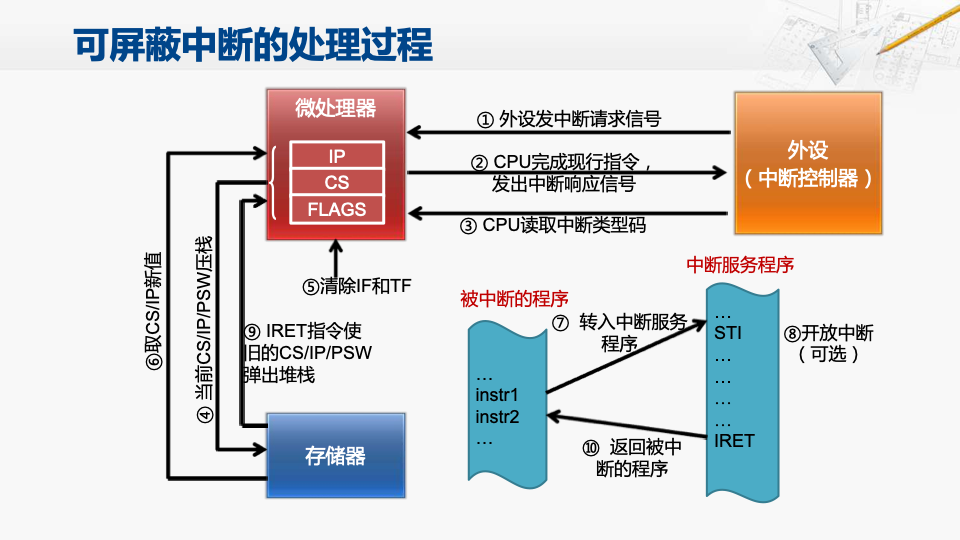 可屏蔽中断的处理过程
微处理器
IP
CS
FLAGS
① 外设发中断请求信号
② CPU完成现行指令，
发出中断响应信号
③ CPU读取中断类型码
外设
（中断控制器）
⑤清除IF和TF
⑥取CS/IP新值
④ 当前CS/IP/PSW压栈
⑨ IRET指令使
旧的CS/IP/PSW
弹出堆栈
存储器
被中断的程序
…
instr1
instr2
…
⑦ 转入中断服务
程序
⑩ 返回被中
断的程序
中断服务程序
…
STI
…
…
…
…
IRET
⑧开放中断
（可选）